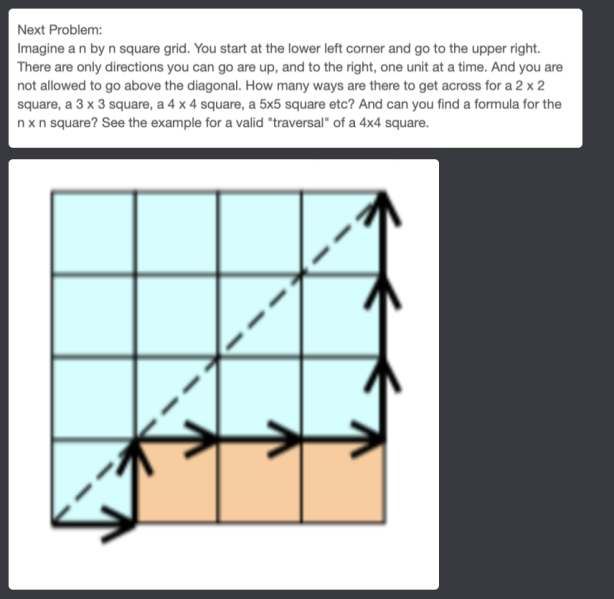 Next Problem:
Imagine a n by n square grid. You start at the lower left corner and go to the upper right.
There are only directions you can go are up, and to the right, one unit at a time. And you are
not allowed to go above the diagonal. How many ways are there to get across for a 2 x 2
square, a 3 x 3 square, a 4 x 4 square, a 5x5 square etc? And can you find a formula for the
n x n square? See the example for a valid "traversal" of a 4x4 square.